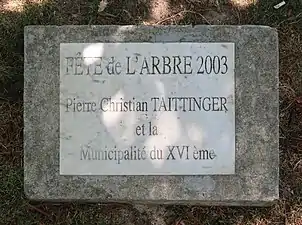 FÊTE de L'ARBRE 2003
Pierre Christian TAITTINGER
et la
Municipalité du XVI ème